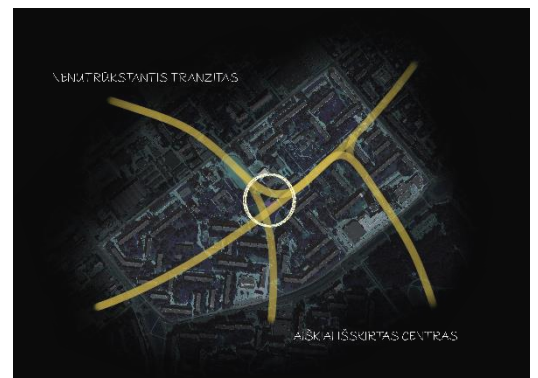 NENUTRŪKSTANTIS TRANZITAS
AIŠKIAI IŠSKIRTAS CENTRAS